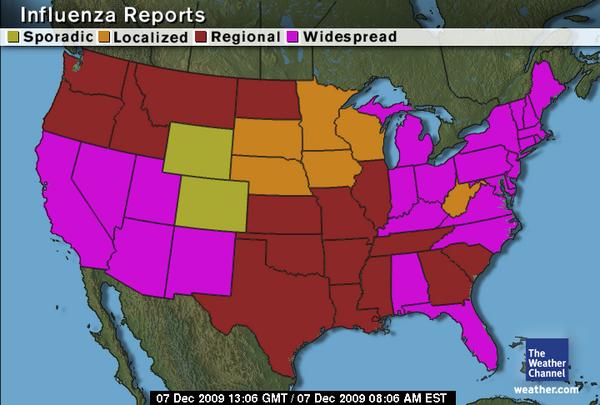 Influenza Reports
Sporadic Localized Regional Widespread
The
Weather
Channel
weather.com
07 Dec 2009 13:06 GMT / 07 Dec 2009 08:06 AM EST